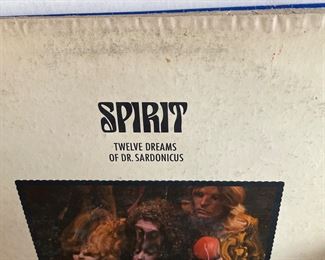 SPIRIT
TWELVE DREAMS
OF DR. SARDONICUS